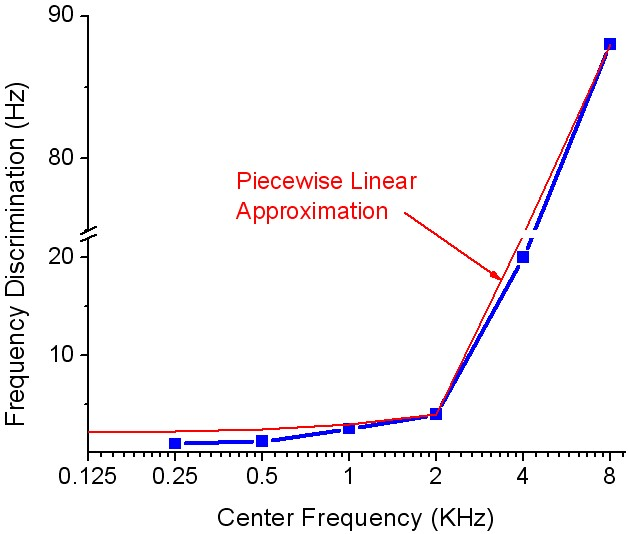 90
80
20
10
Frequency Discrimination (Hz)
Piecewise Linear
Approximation
0.125 0.25 0.5 1 2 4 8
Center Frequency (KHz)